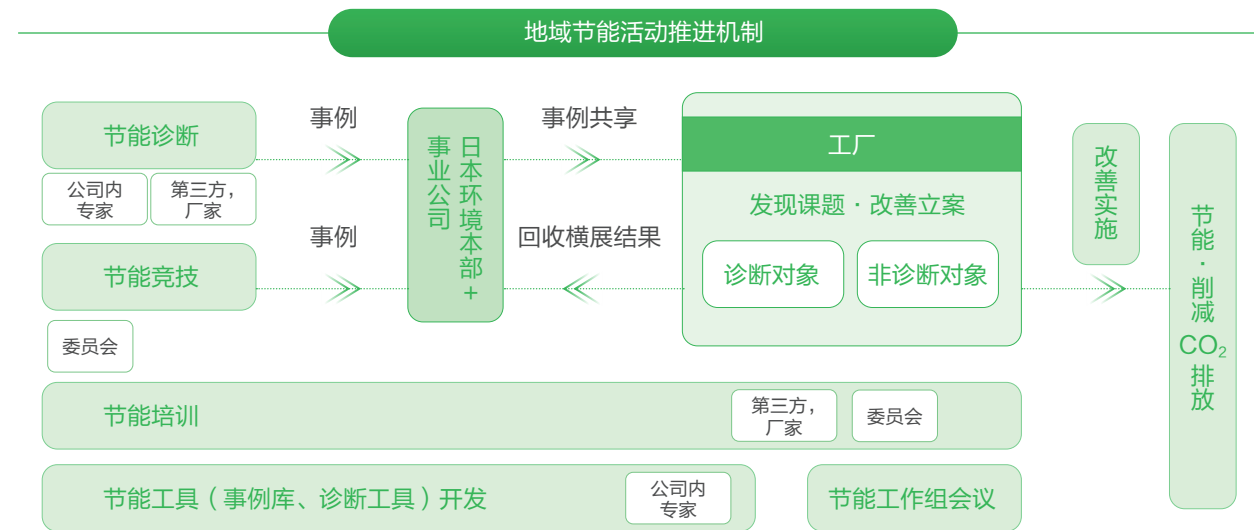 地域节能活动推进机制
节能诊断
公司内
专家
第三方，
厂家
节能竞技
委员会
事例
事例
日本环境本部+
事业公司
事例共享
回收横展结果
工厂
发现课题·改善立案
诊断对象
非诊断对象
改善实施
节能·削减CO₂排放
节能培训
第三方，
厂家
委员会
节能工具（事例库、诊断工具）开发
公司内
专家
节能工作组会议